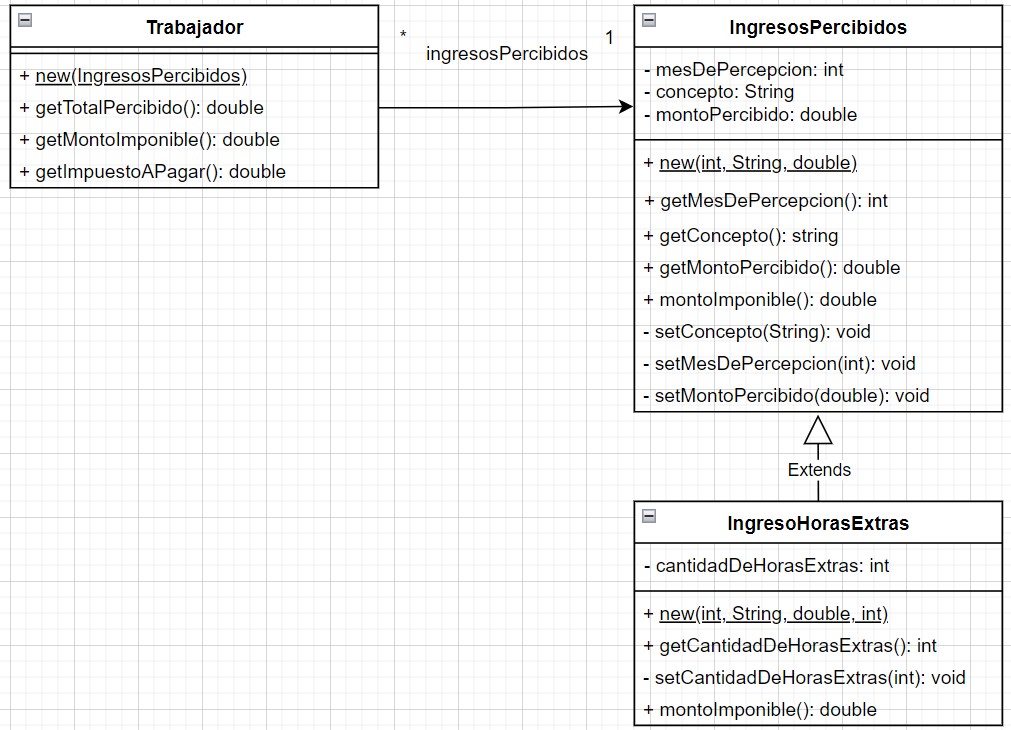 Trabajador
+ new(IngresosPercibidos)
+ getTotalPercibido(): double
+ getMontoImponible(): double
+ getImpuestoAPagar(): double
*
1
ingresosPercibidos
IngresosPercibidos
- mesDePercepcion: int
- concepto: String
- montoPercibido: double
+ new(int, String, double)
+ getMesDePercepcion(): int
+ getConcepto(): string
+ getMontoPercibido(): double
+ montoImponible(): double
- setConcepto(String): void
- setMesDePercepcion(int): void
- setMontoPercibido(double): void
Extends
IngresoHorasExtras
- cantidadDeHorasExtras: int
+ new(int, String, double, int)
+ getCantidadDeHorasExtras(): int
- setCantidadDeHorasExtras(int): void
+ montoImponible(): double